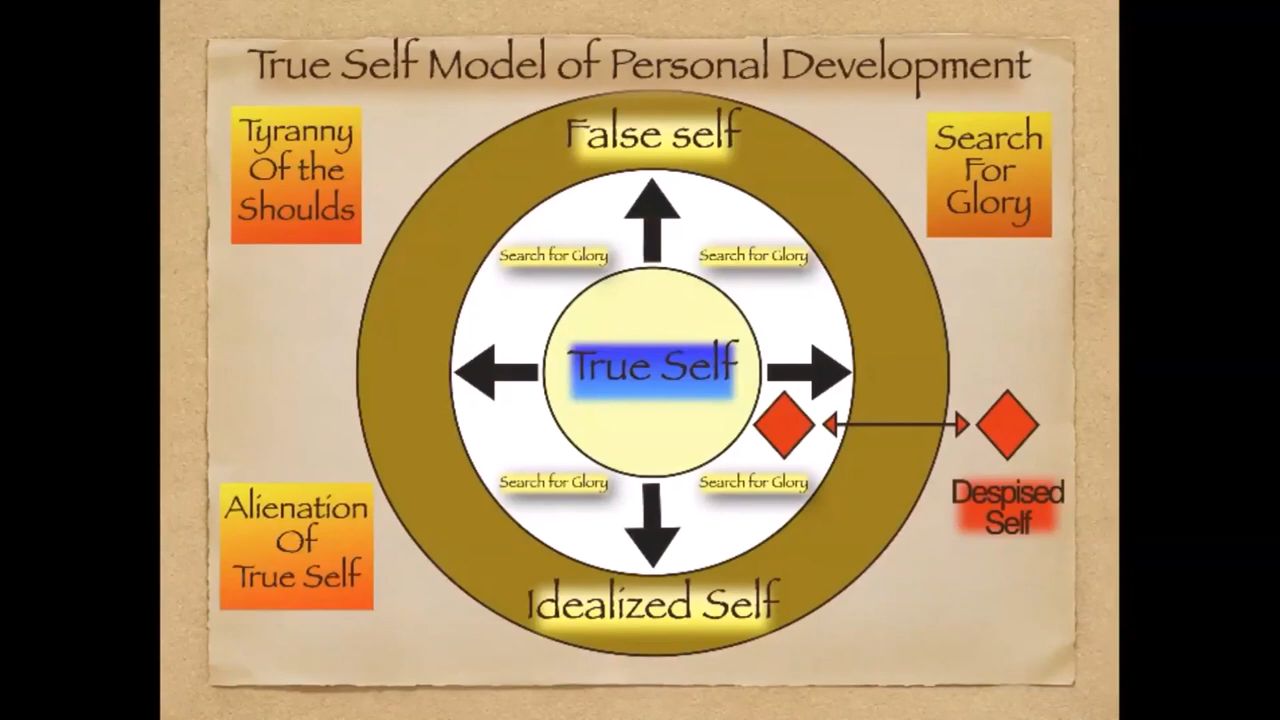 True Self Model of Personal Development
Tyranny
Of the
Shoulds
False self
Search
For
Glory
Search for Glory
Search for Glory
True Self
Search for Glory
Search for Glory
Despised
Self
Alienation
Of
True Self
Idealized Self